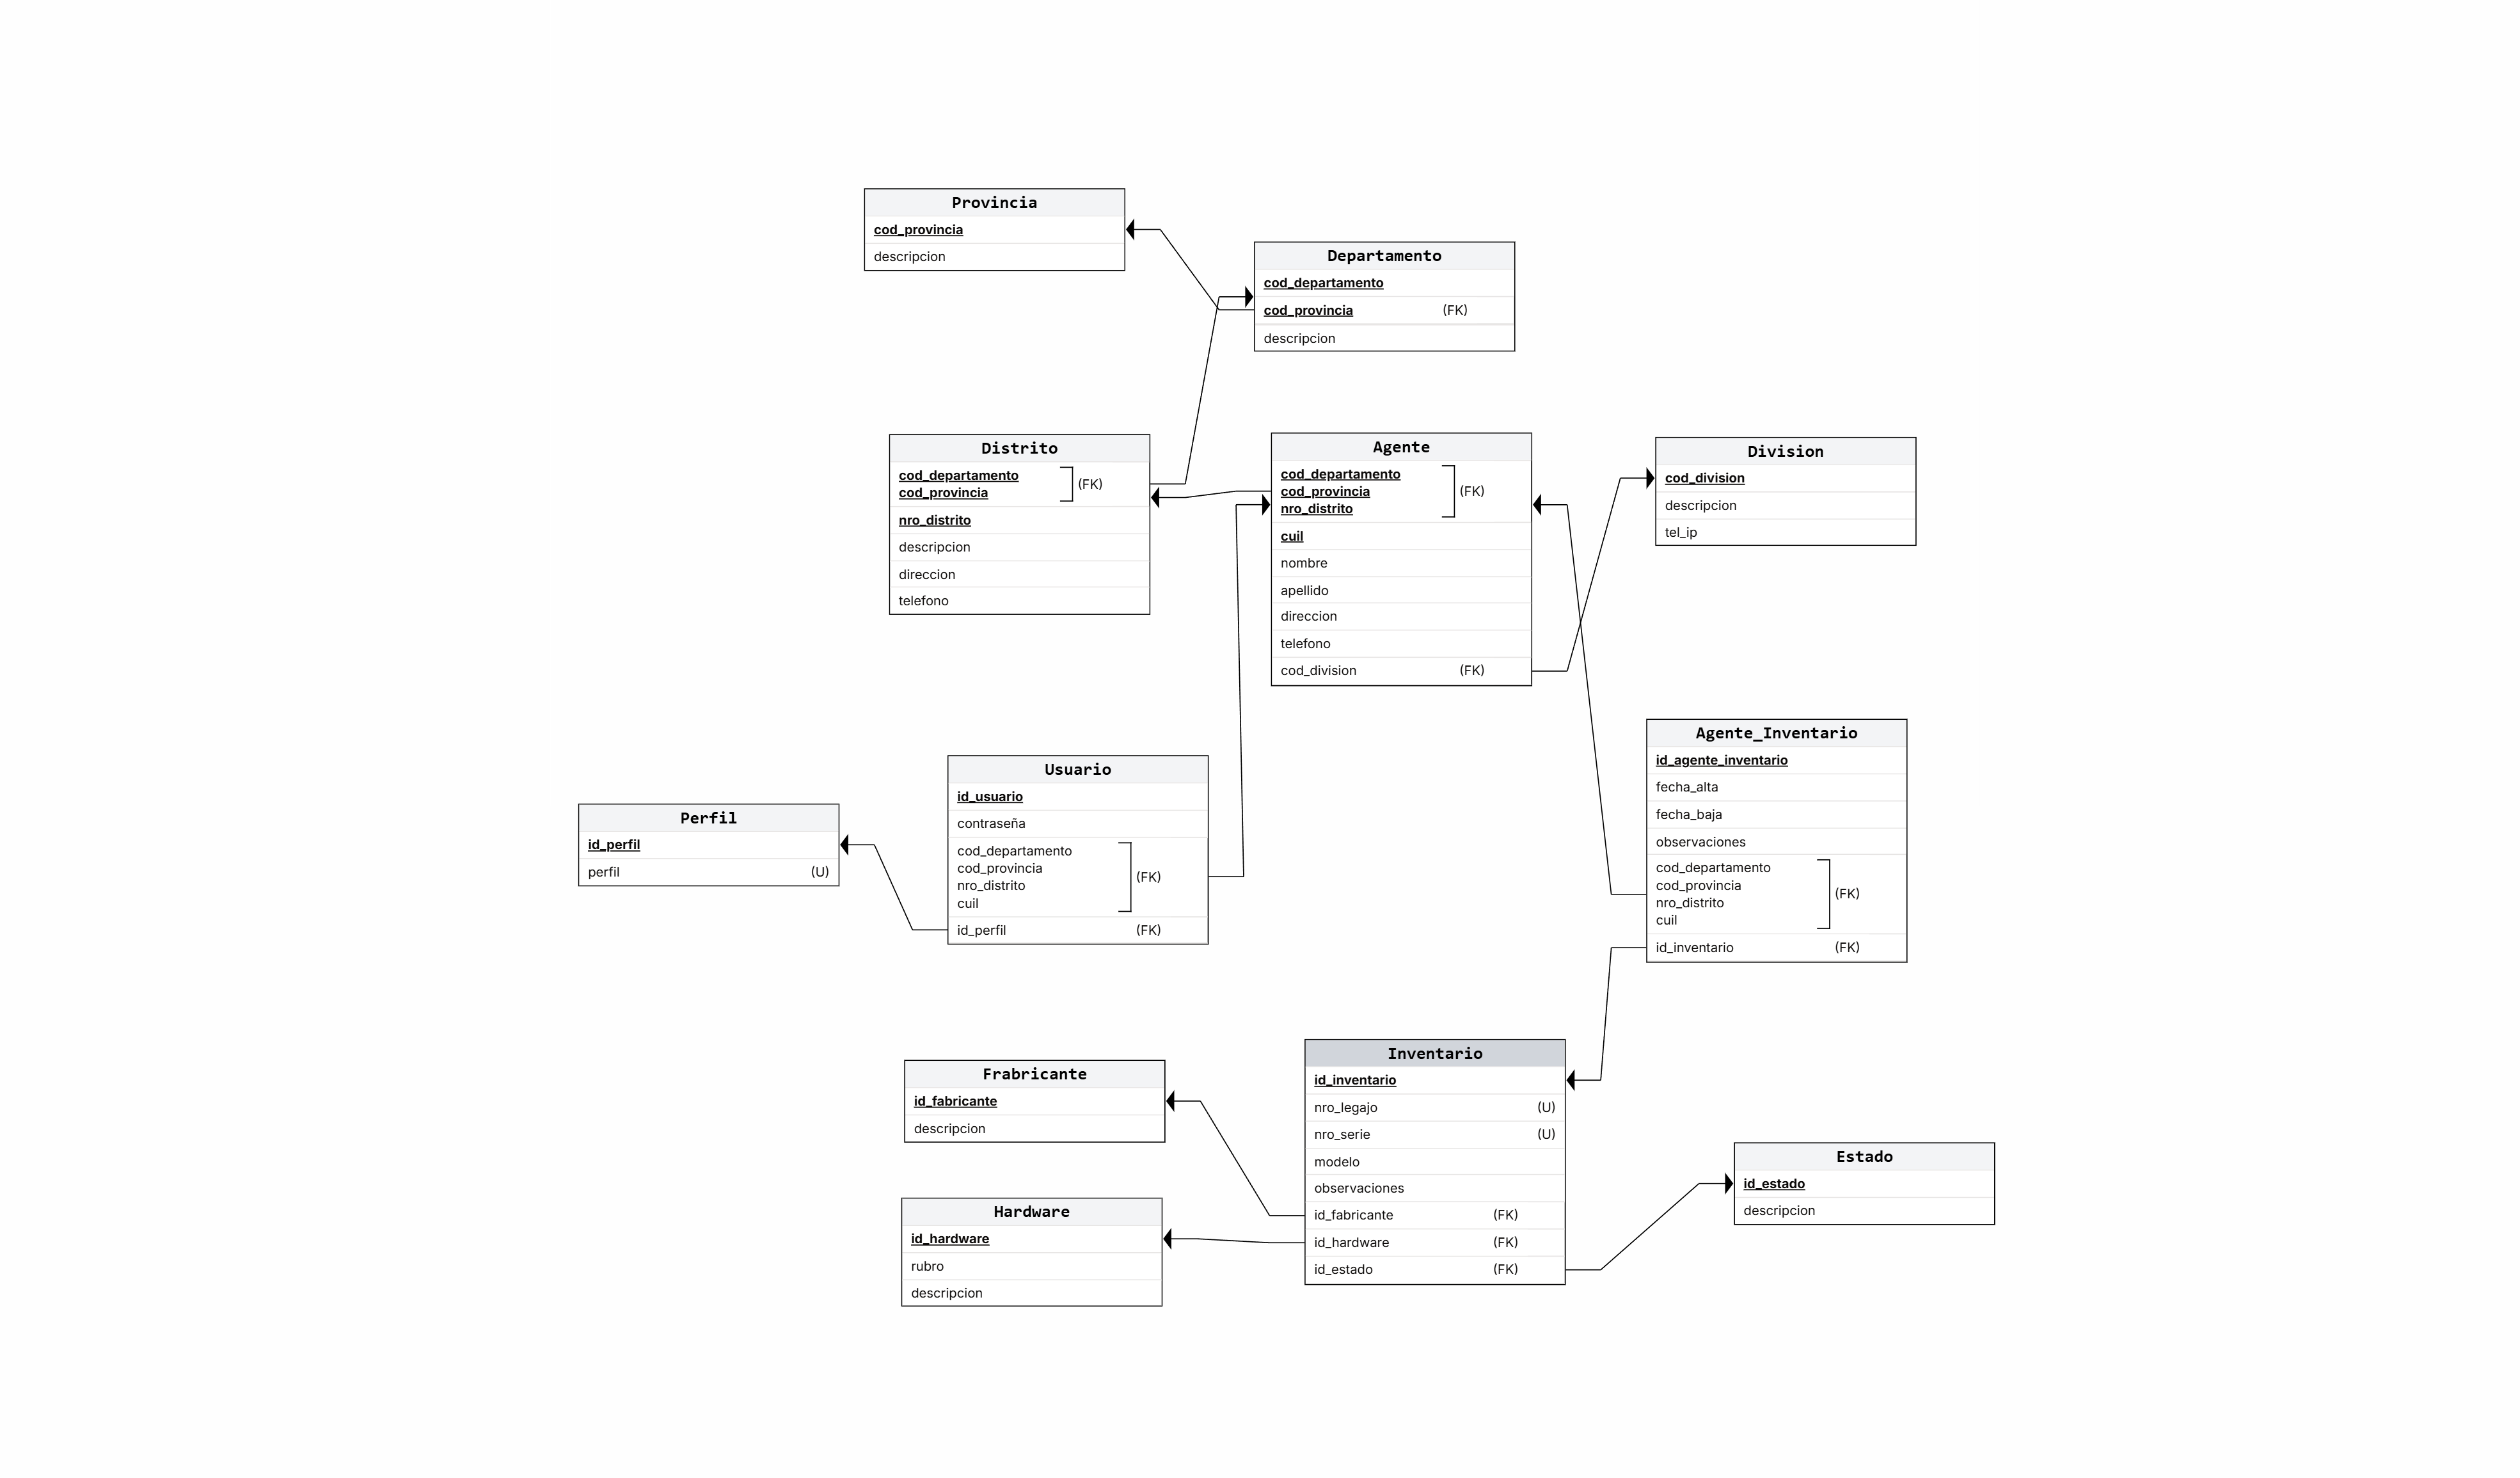 Provincia
cod_provincia
descripcion
Departamento
cod_departamento
cod_provincia (FK)
descripcion
Distrito
cod_departamento
cod_provincia
(FK)
nro_distrito
descripcion
direccion
telefono
Agente
cod_departamento
cod_provincia (FK)
nro_distrito
cuil
nombre
apellido
direccion
telefono
cod_division (FK)
Division
cod_division
descripcion
tel_ip
Agente_Inventario
id_agente_inventario
fecha_alta
fecha_baja
observaciones
cod_departamento
cod_provincia
(FK)
nro_distrito
cuil
id_inventario (FK)
Usuario
id_usuario
contraseña
cod_departamento
cod_provincia
(FK)
nro_distrito
cuil
id_perfil (FK)
Perfil
id_perfil
perfil (U)
Frabricante
id_fabricante
descripcion
Inventario
id_inventario
nro_legajo (U)
nro_serie (U)
modelo
observaciones
id_fabricante (FK)
id_hardware (FK)
id_estado (FK)
Estado
id_estado
descripcion
Hardware
id_hardware
rubro
descripcion